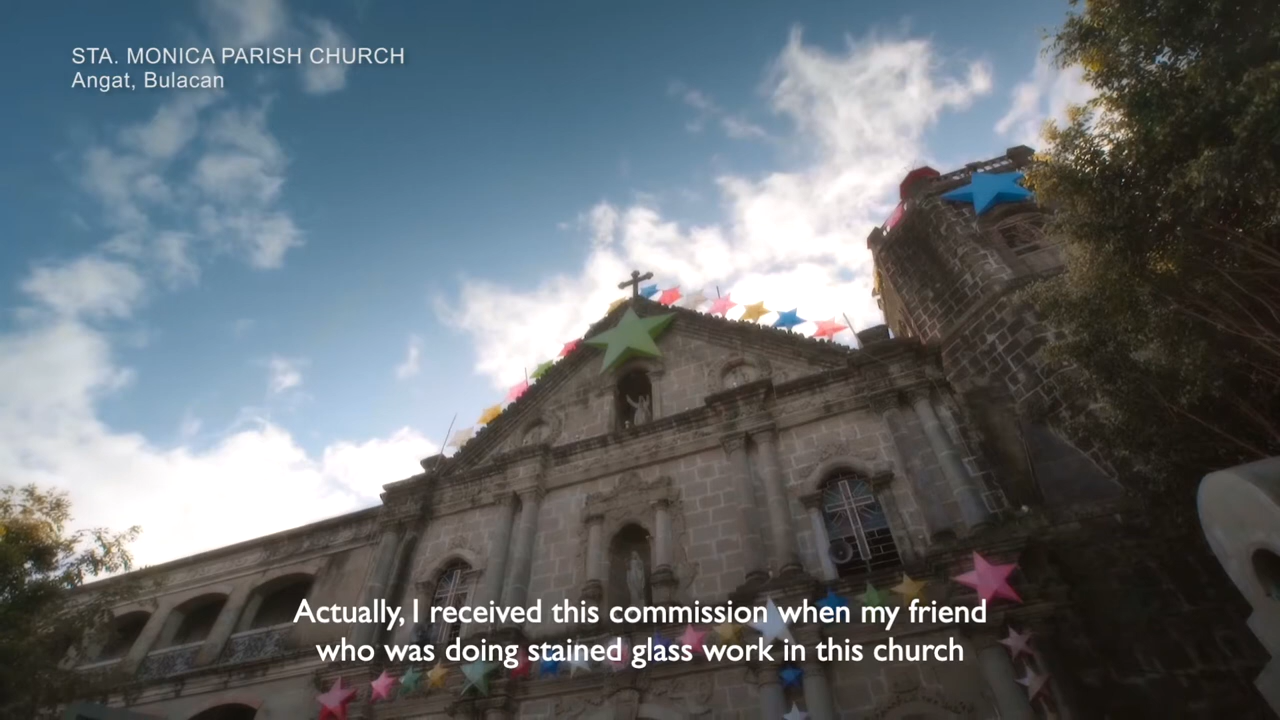 STA. MONICA PARISH CHURCH
Angat, Bulacan
Actually, I received this commission when my friend
who was doing stained glass work in this church